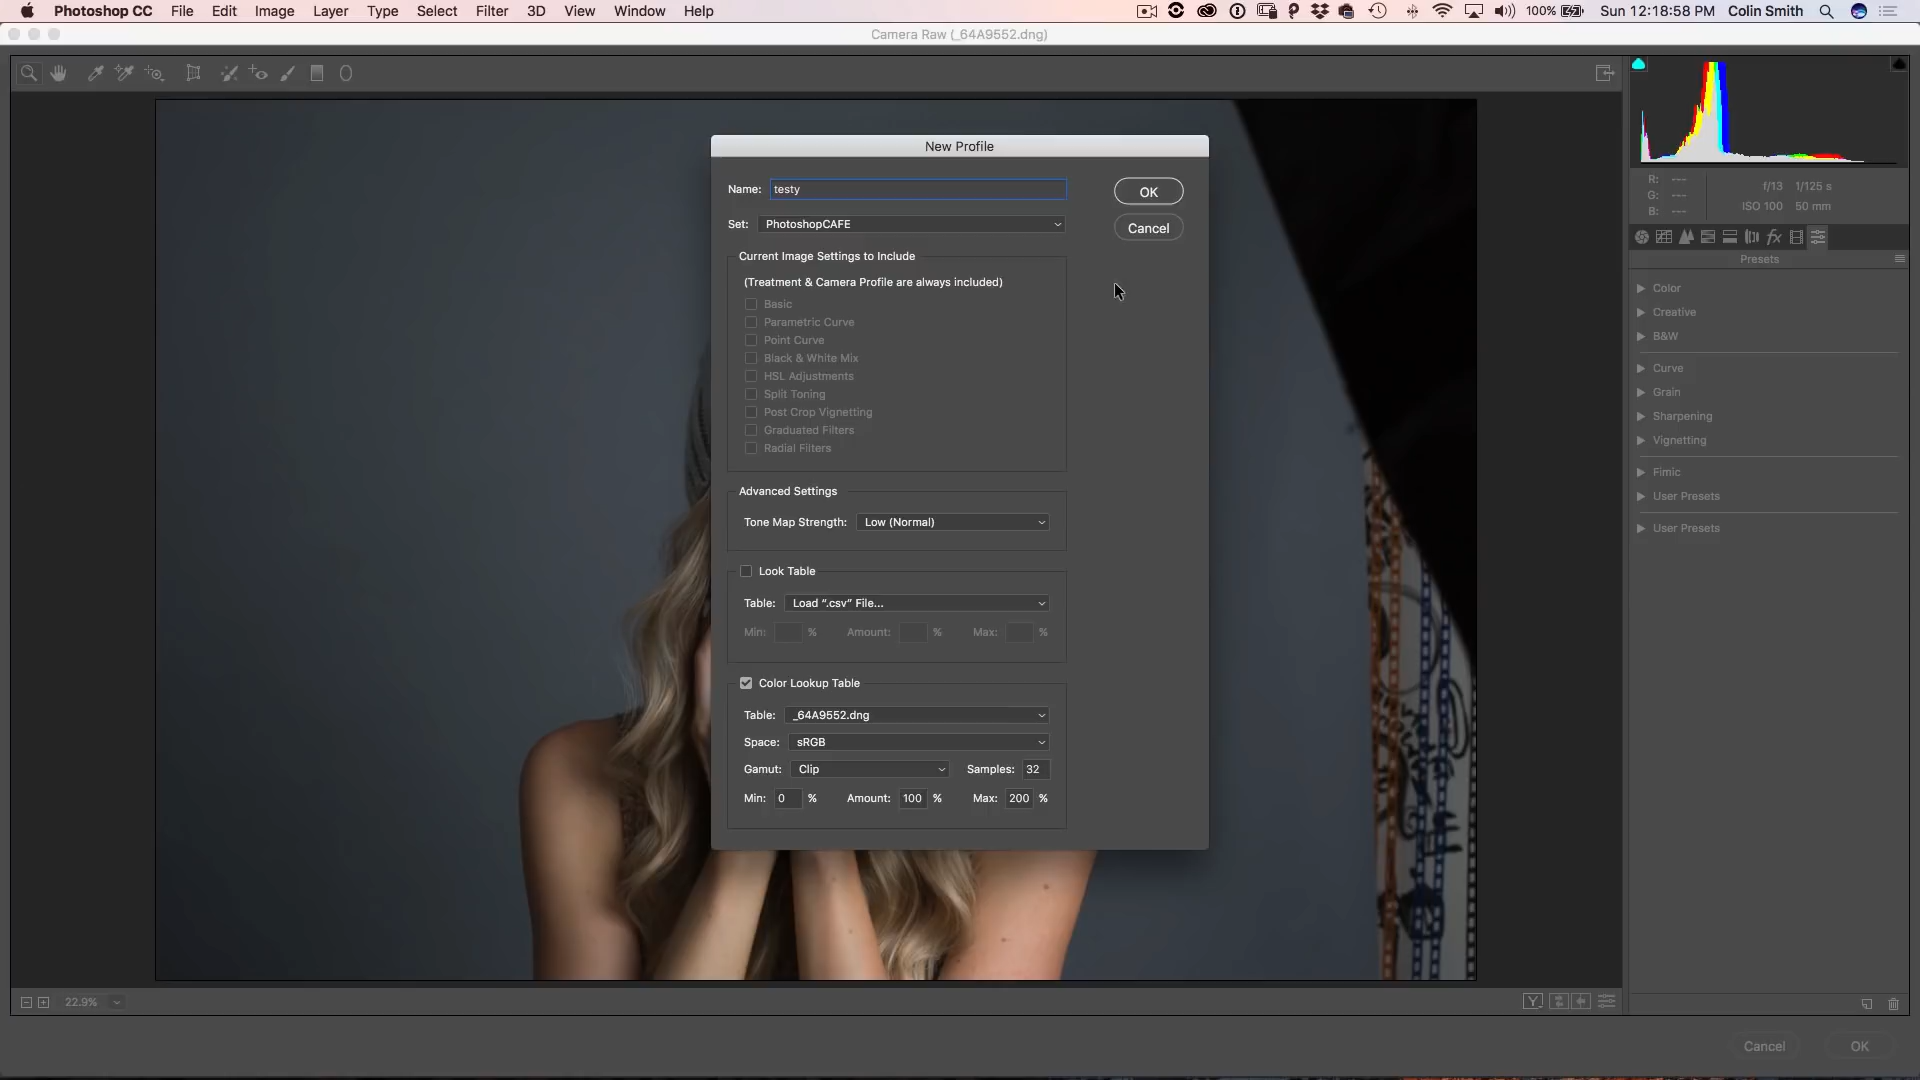 Photoshop CC File Edit Image Layer Type Select Filter 3D View Window Help 100% Sun 12:18:58 PM Colin Smith
Camera Raw (_64A9552.dng)
New Profile
Name: testy
OK
Set: PhotoshopCAFE
Cancel
Current Image Settings to Include
(Treatment & Camera Profile are always included)
Basic
Parametric Curve
Point Curve
Black & White Mix
HSL Adjustments
Split Toning
Post Crop Vignetting
Graduated Filters
Radial Filters
Advanced Settings
Tone Map Strength: Low (Normal)
Look Table
Table: Load “.csv” File...
Min: % Amount: % Max: %
Color Lookup Table
Table: _64A9552.dng
Space: sRGB
Gamut: Clip Samples: 32
Min: 0 % Amount: 100 % Max: 200 %
R: --- f/13 1/125 s
G: ---
B: --- ISO 100 50 mm
Presets
Color
Creative
B&W
Curve
Grain
Sharpening
Vignetting
Fimic
User Presets
User Presets
22.9%
Y
Cancel OK